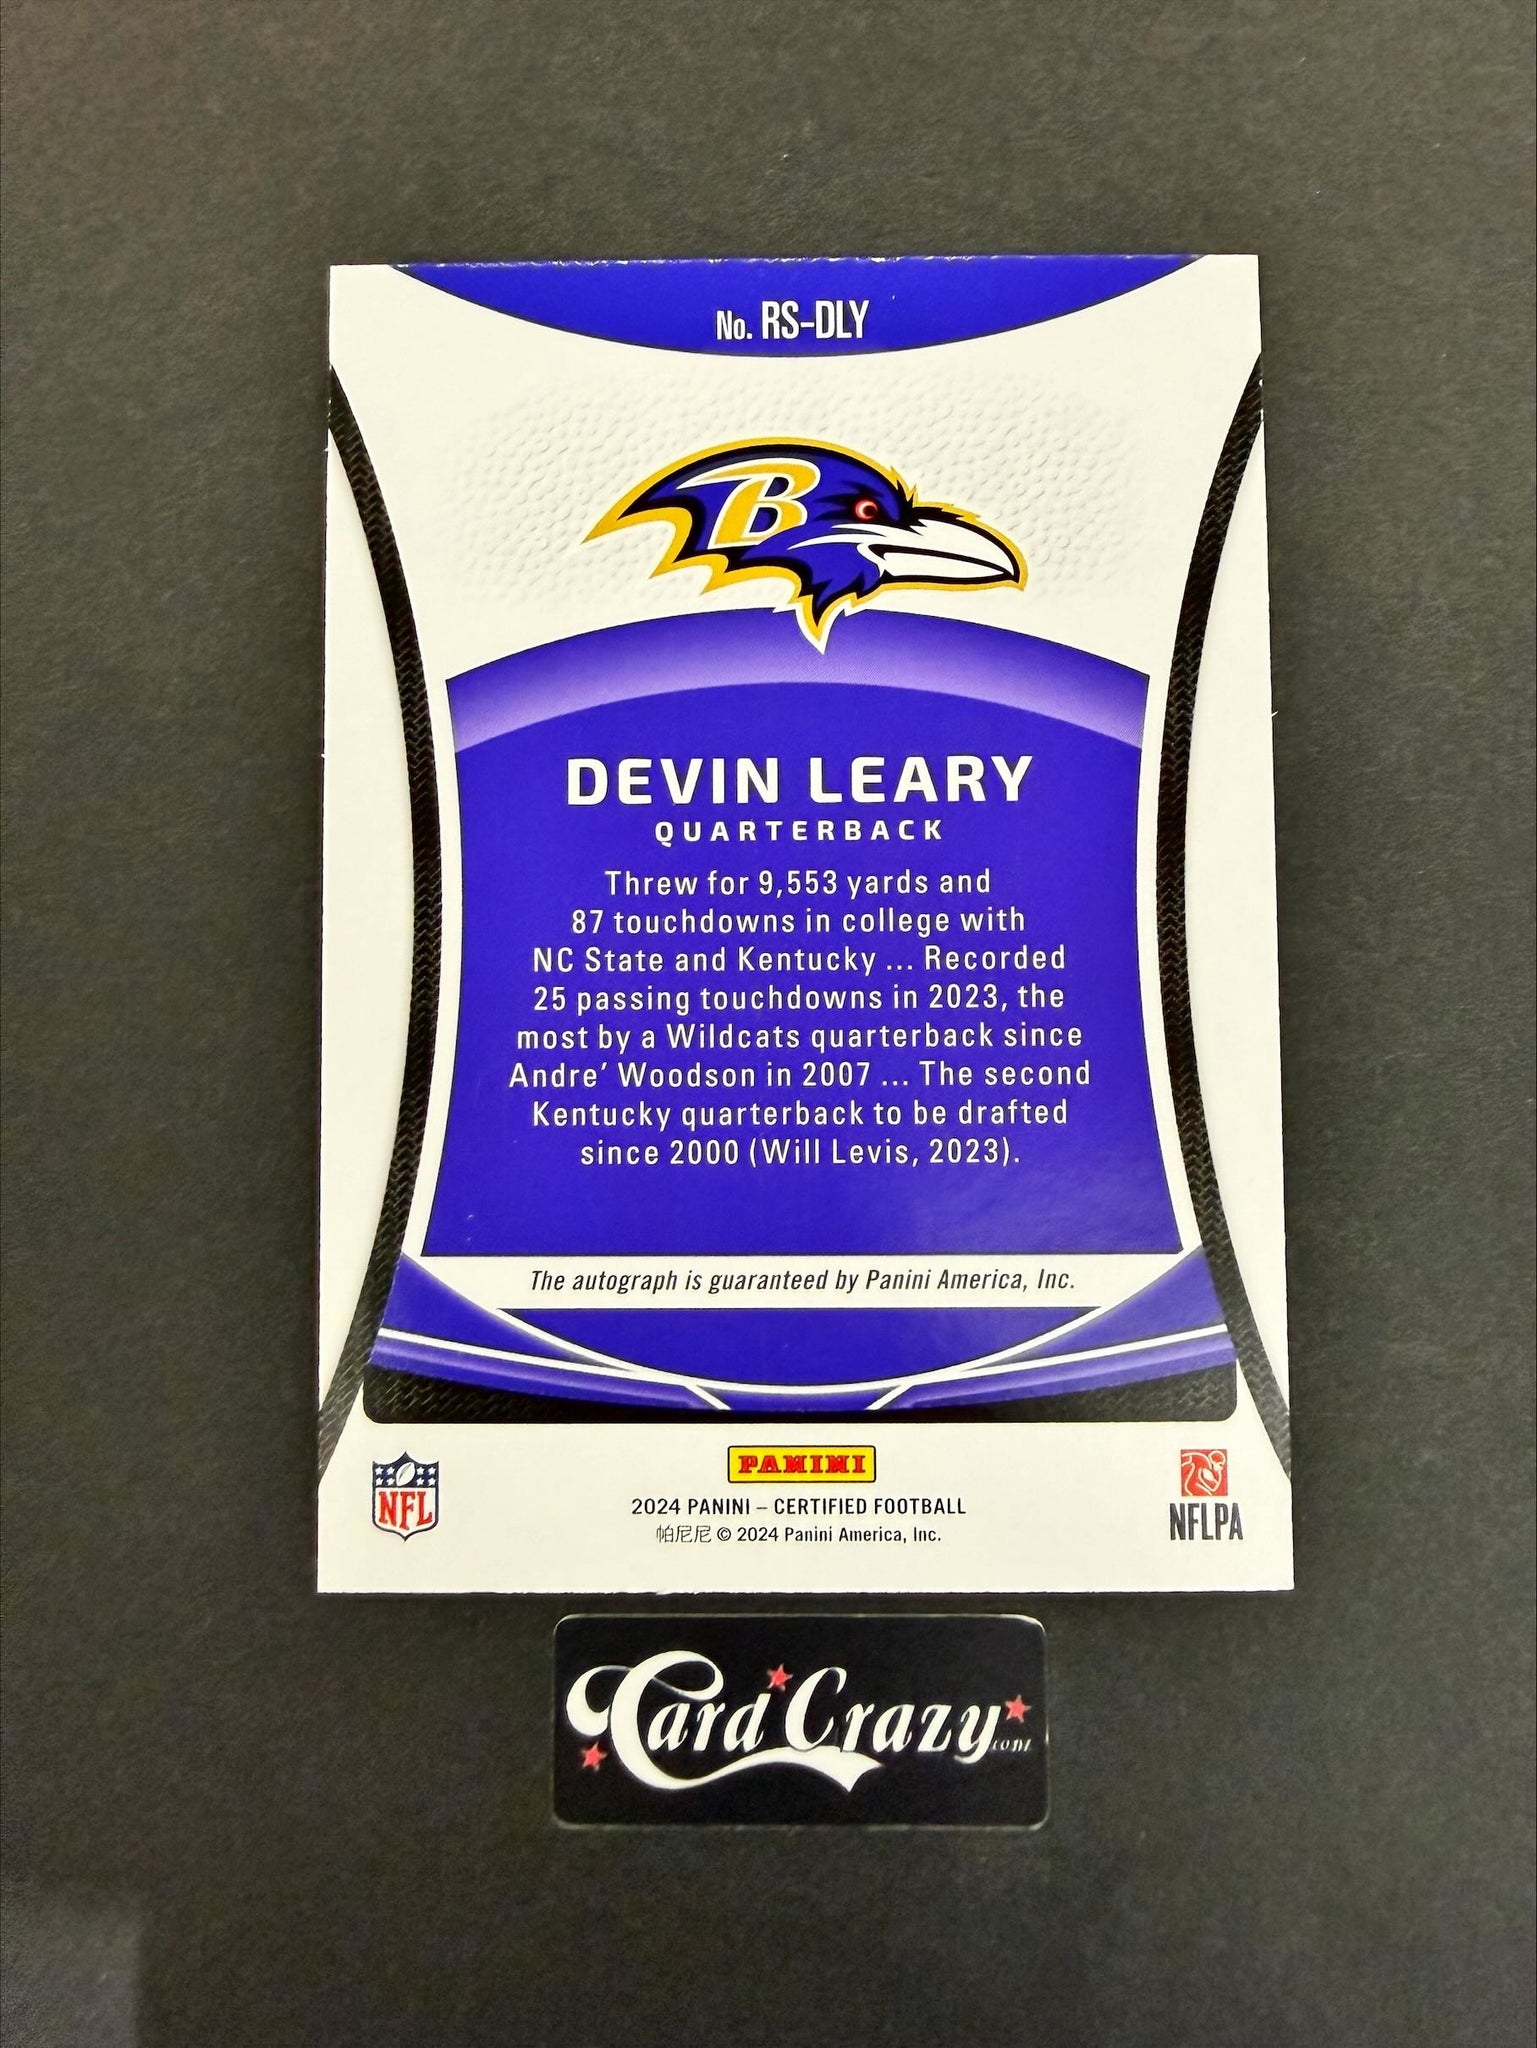 No. RS-DLY
B
DEVIN LEARY
QUARTERBACK
Threw for 9,553 yards and
87 touchdowns in college with
NC State and Kentucky ... Recorded
25 passing touchdowns in 2023, the
most by a Wildcats quarterback since
Andre’ Woodson in 2007 ... The second
Kentucky quarterback to be drafted
since 2000 (Will Levis, 2023).
The autograph is guaranteed by Panini America, Inc.
NFL
PANINI
2024 PANINI – CERTIFIED FOOTBALL
帕尼尼 © 2024 Panini America, Inc.
NFLPA
Card Crazy.com